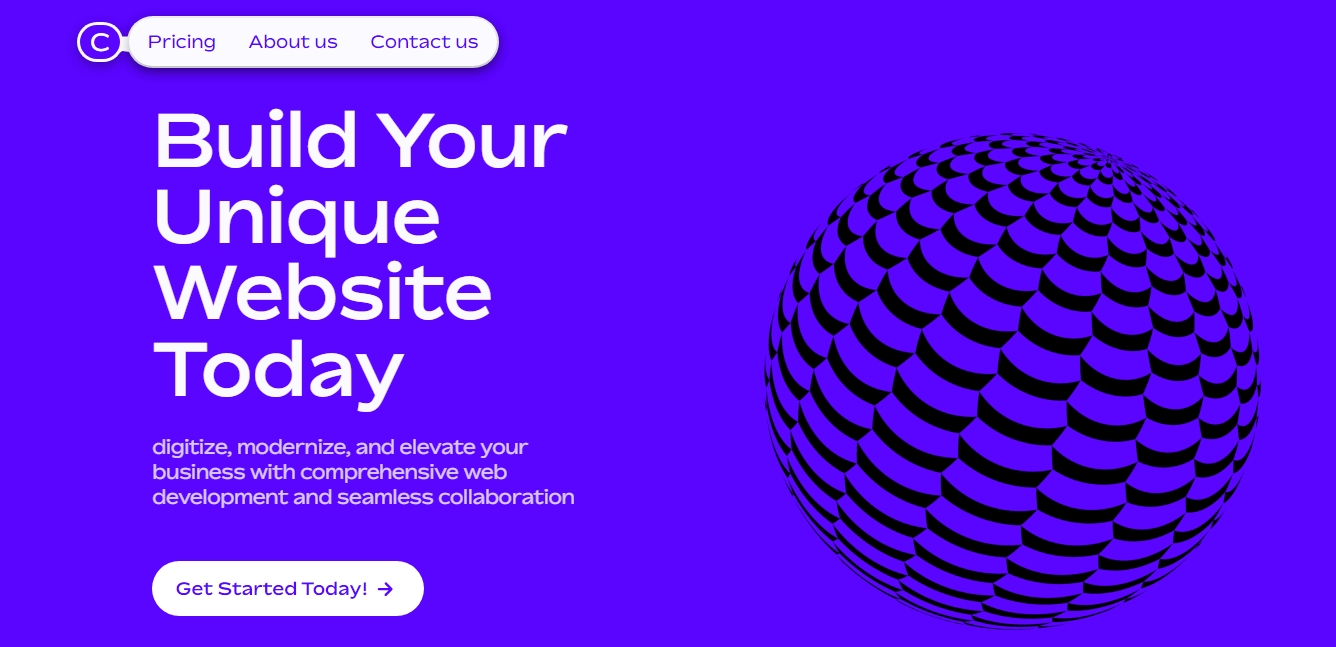 C Pricing About us Contact us
Build Your
Unique
Website
Today
digitize, modernize, and elevate your
business with comprehensive web
development and seamless collaboration
Get Started Today! →